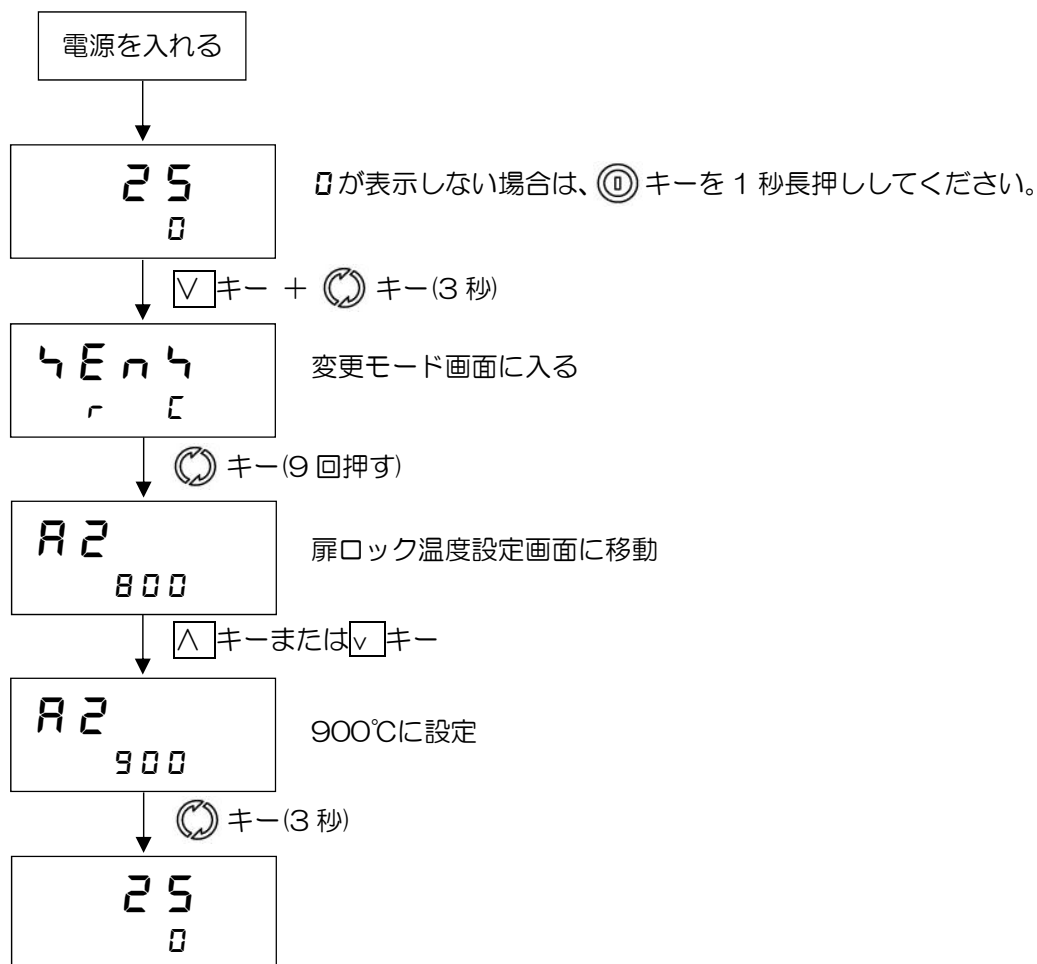 電源を入れる
25
0
0が表示しない場合は、キーを1秒長押ししてください。
∨キー + キー(3秒)
変更モード画面に入る
r C
キー(9回押す)
A2
800
扉ロック温度設定画面に移動
∧キーまたは∨キー
A2
900
900℃に設定
キー(3秒)
25
0